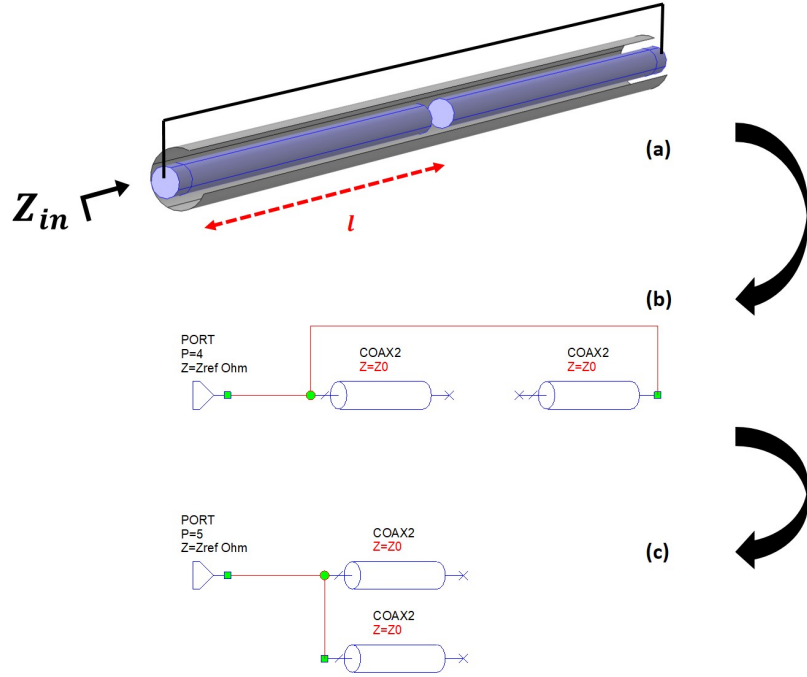 (a)
Z_in
l
(b)
PORT
P=4
Z=Zref Ohm
COAX2
Z=Z0
COAX2
Z=Z0
PORT
P=5
Z=Zref Ohm
COAX2
Z=Z0
(c)
COAX2
Z=Z0